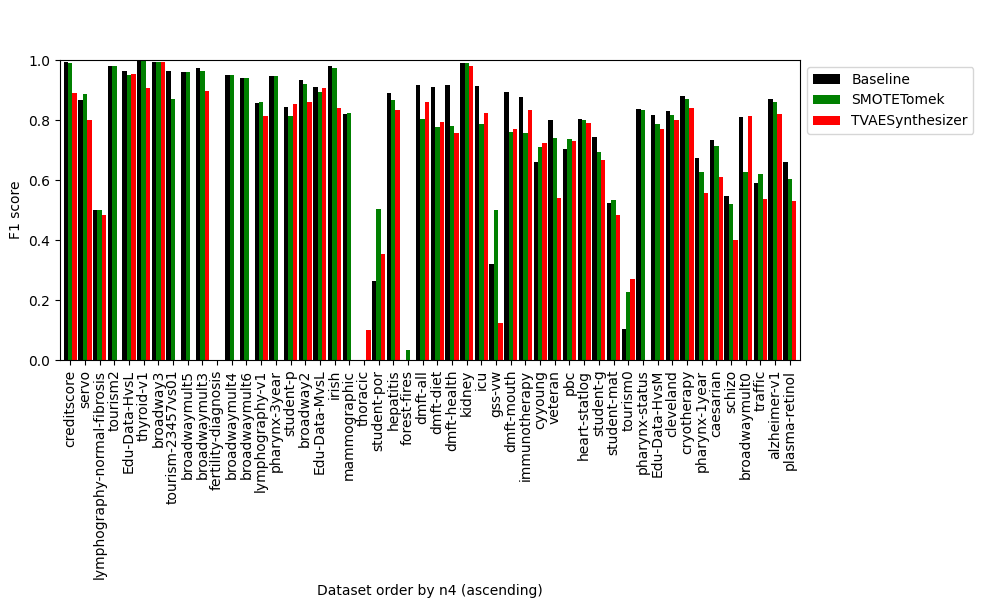 Baseline
SMOTETomek
TVAESynthesizer
F1 score
1.0
0.8
0.6
0.4
0.2
0.0
creditscore
servo
lymphography-normal-fibrosis
tourism2
Edu-Data-HvsL
thyroid-v1
broadway3
tourism-23457vs01
broadwaymult5
broadwaymult3
fertility-diagnosis
broadwaymult4
broadwaymult6
lymphography-v1
pharynx-3year
student-p
broadway2
Edu-Data-MvsL
irish
mammographic
thoracic
student-por
hepatitis
forest-fires
dmft-all
dmft-diet
dmft-health
kidney
icu
gss-vw
dmft-mouth
immunotherapy
cyyoung
veteran
pbc
heart-statlog
student-g
student-mat
tourism0
pharynx-status
Edu-Data-HvsM
cleveland
cryotherapy
pharynx-1year
caesarian
schizo
broadwaymult0
traffic
alzheimer-v1
plasma-retinol
Dataset order by n4 (ascending)